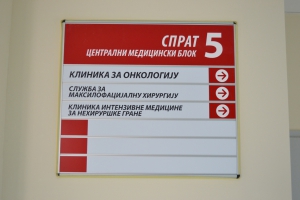 СПРАТ 5
ЦЕНТРАЛНИ МЕДИЦИНСКИ БЛОК
КЛИНИКА ЗА ОНКОЛОГИЈУ
СЛУЖБА ЗА
МАКСИЛОФАЦИЈАЛНУ ХИРУРГИЈУ
КЛИНИКА ИНТЕНЗИВНЕ МЕДИЦИНЕ
ЗА НЕХИРУРШКЕ ГРАНЕ